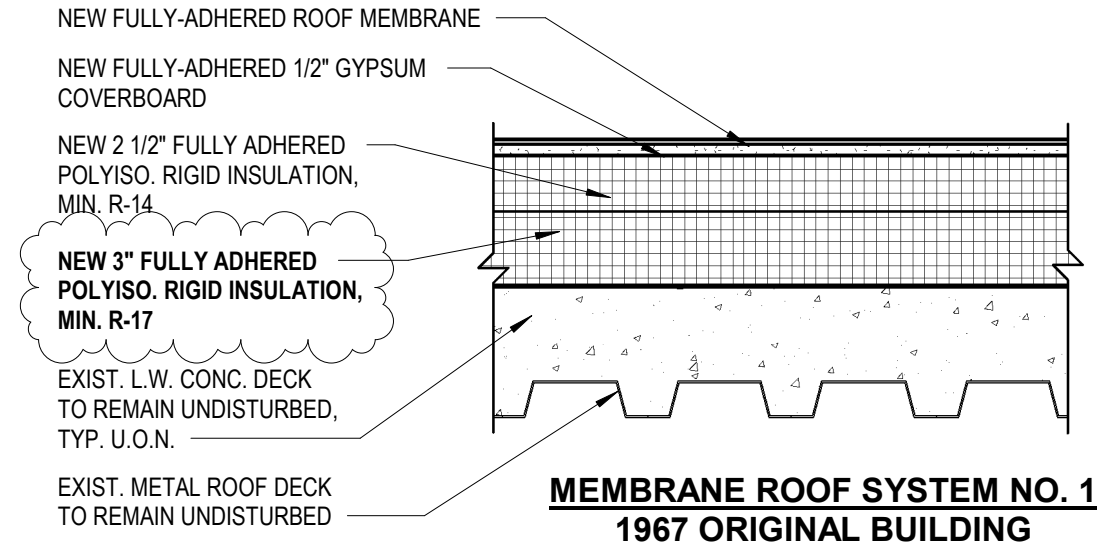 NEW FULLY-ADHERED ROOF MEMBRANE
NEW FULLY-ADHERED 1/2" GYPSUM
COVERBOARD
NEW 2 1/2" FULLY ADHERED
POLYISO. RIGID INSULATION,
MIN. R-14
NEW 3" FULLY ADHERED
POLYISO. RIGID INSULATION,
MIN. R-17
EXIST. L.W. CONC. DECK
TO REMAIN UNDISTURBED,
TYP. U.O.N.
EXIST. METAL ROOF DECK
TO REMAIN UNDISTURBED
MEMBRANE ROOF SYSTEM NO. 1
1967 ORIGINAL BUILDING